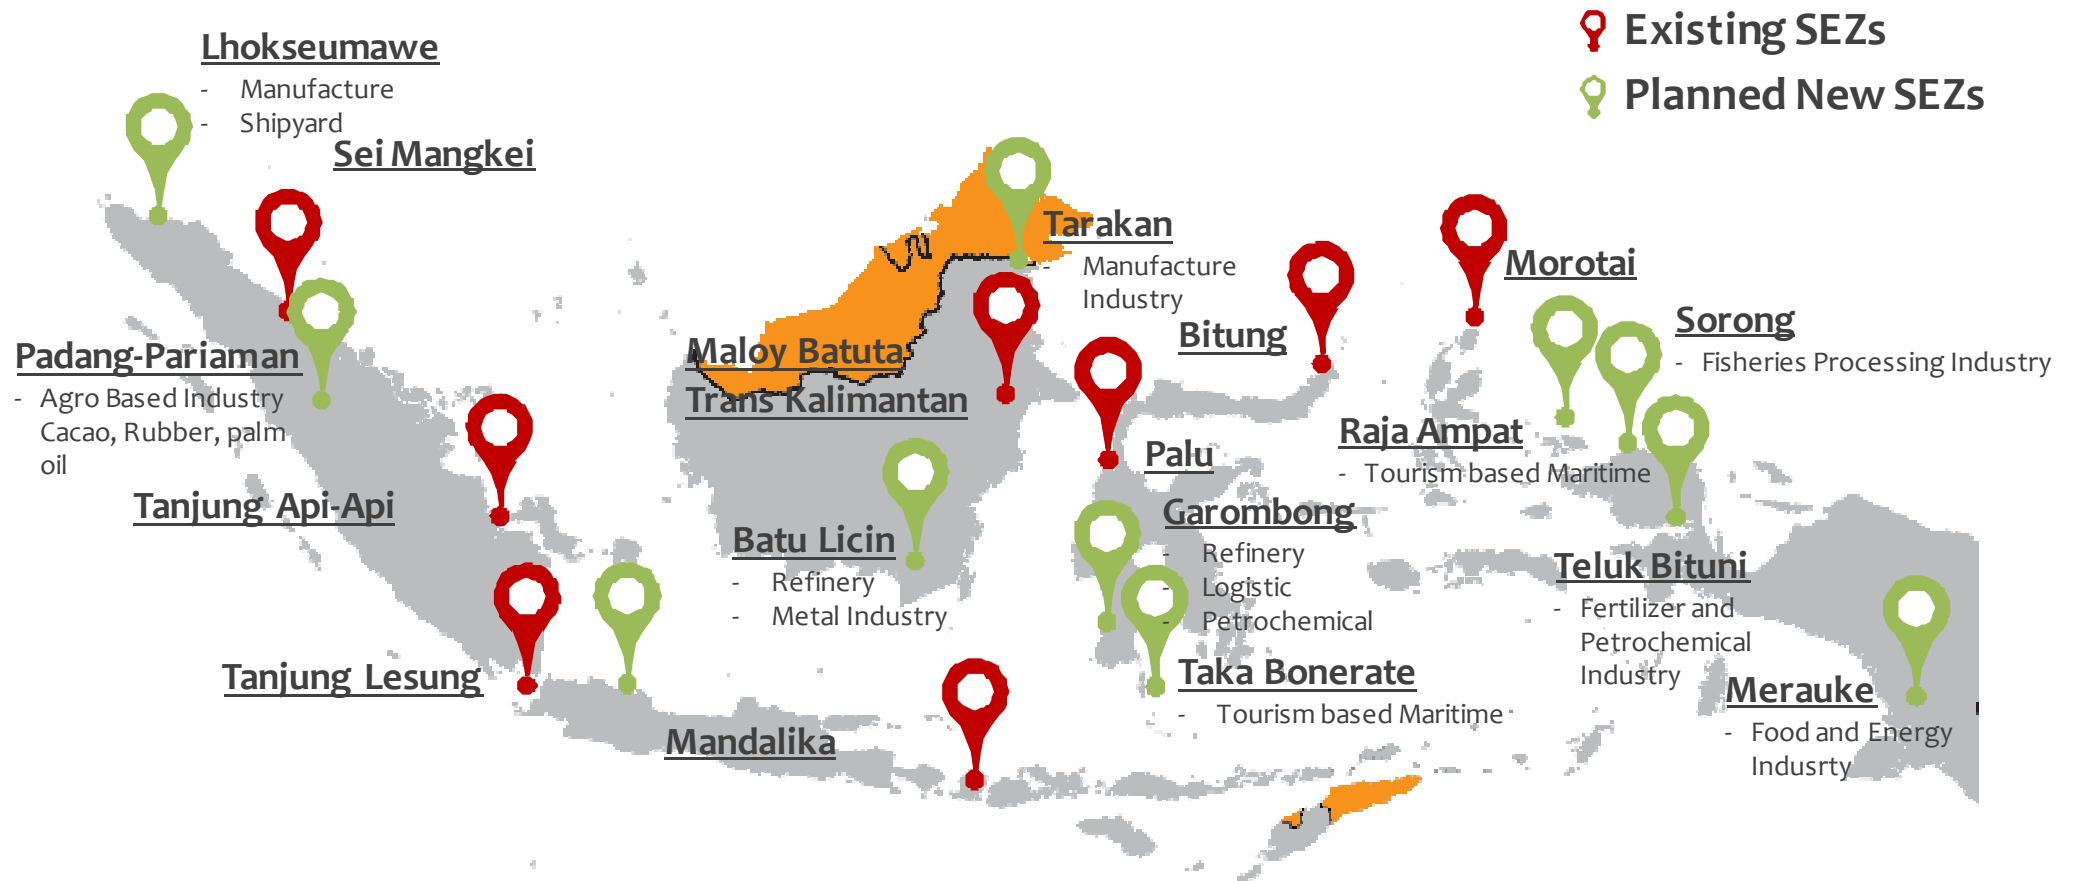 Existing SEZs
Planned New SEZs
Lhokseumawe
- Manufacture
- Shipyard
Sei Mangkei
Padang-Pariaman
- Agro Based Industry
Cacao, Rubber, palm
oil
Tanjung Api-Api
Tanjung Lesung
Maloy Batuta
Trans Kalimantan
Tarakan
- Manufacture
Industry
Batu Licin
- Refinery
- Metal Industry
Mandalika
Bitung
Palu
Garombong
- Refinery
- Logistic
- Petrochemical
Taka Bonerate
- Tourism based Maritime
Morotai
Sorong
- Fisheries Processing Industry
Raja Ampat
- Tourism based Maritime
Teluk Bituni
- Fertilizer and
Petrochemical
Industry
Merauke
- Food and Energy
Indusrty